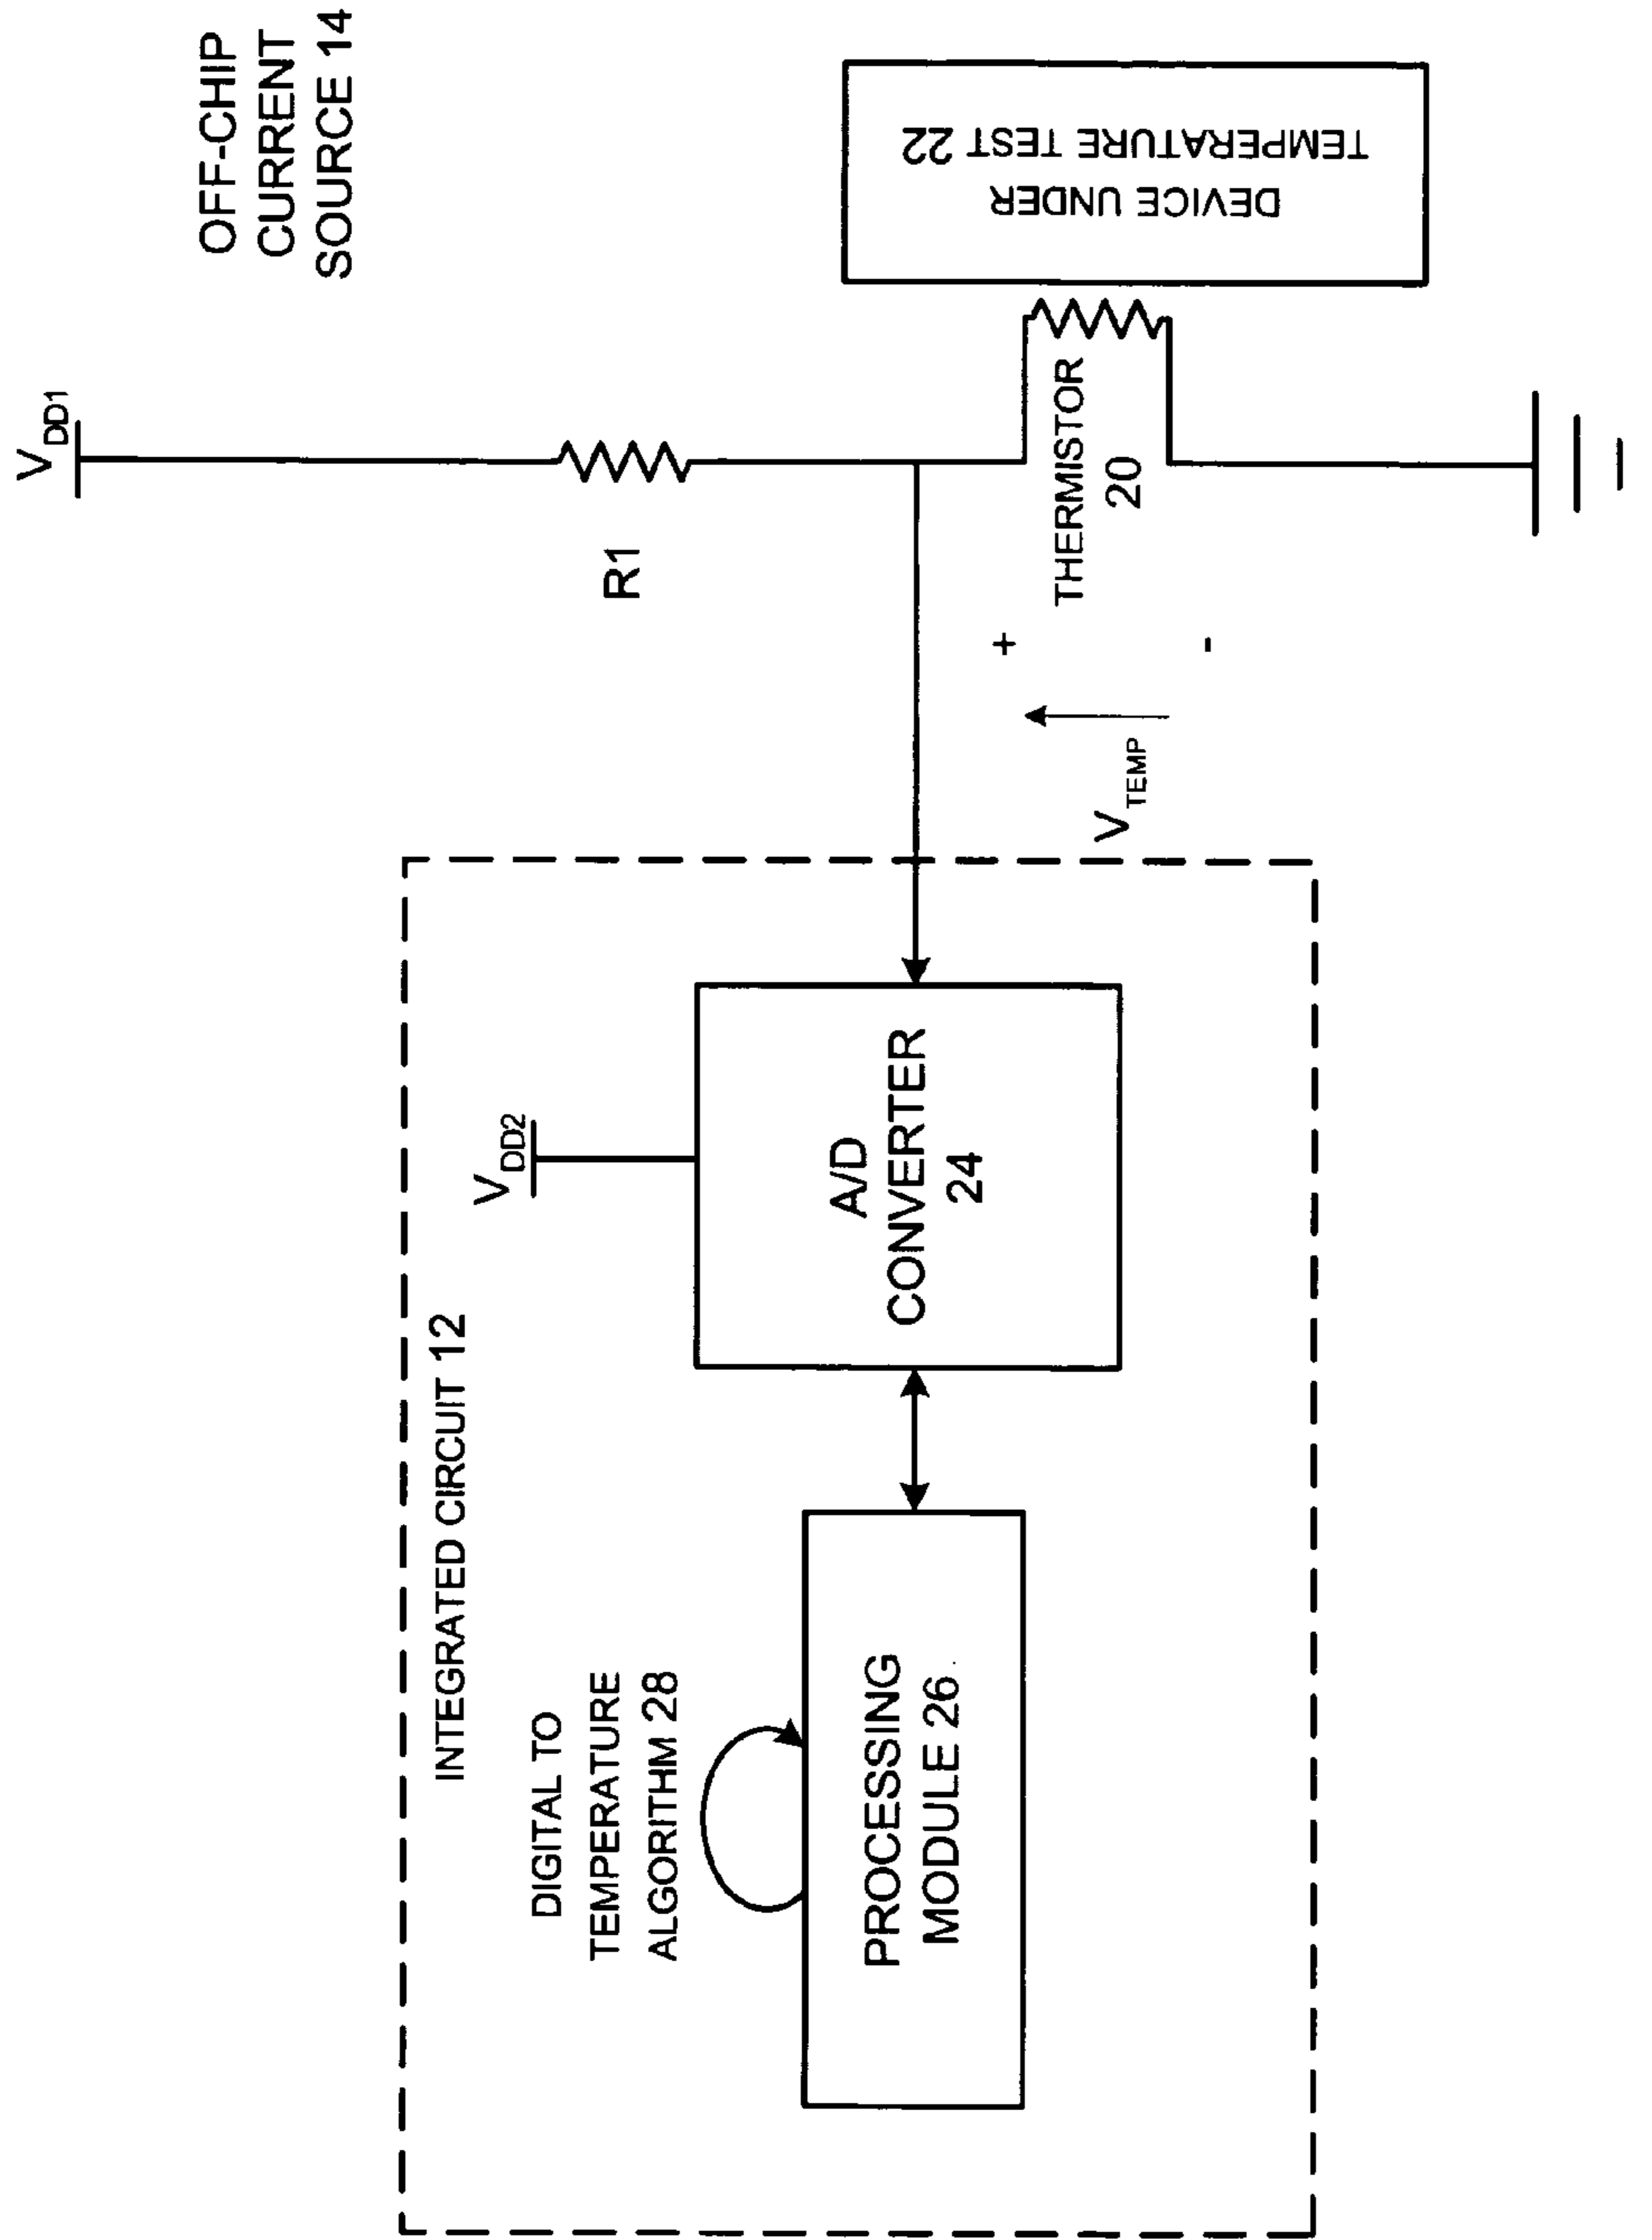 OFF-CHIP
CURRENT
SOURCE 14
VDD1
R1
DEVICE UNDER
TEMPERATURE TEST 22
THERMISTOR
20
+
-
VTEMP
INTEGRATED CIRCUIT 12
VDD2
A/D
CONVERTER
24
DIGITAL TO
TEMPERATURE
ALGORITHM 28
PROCESSING
MODULE 26